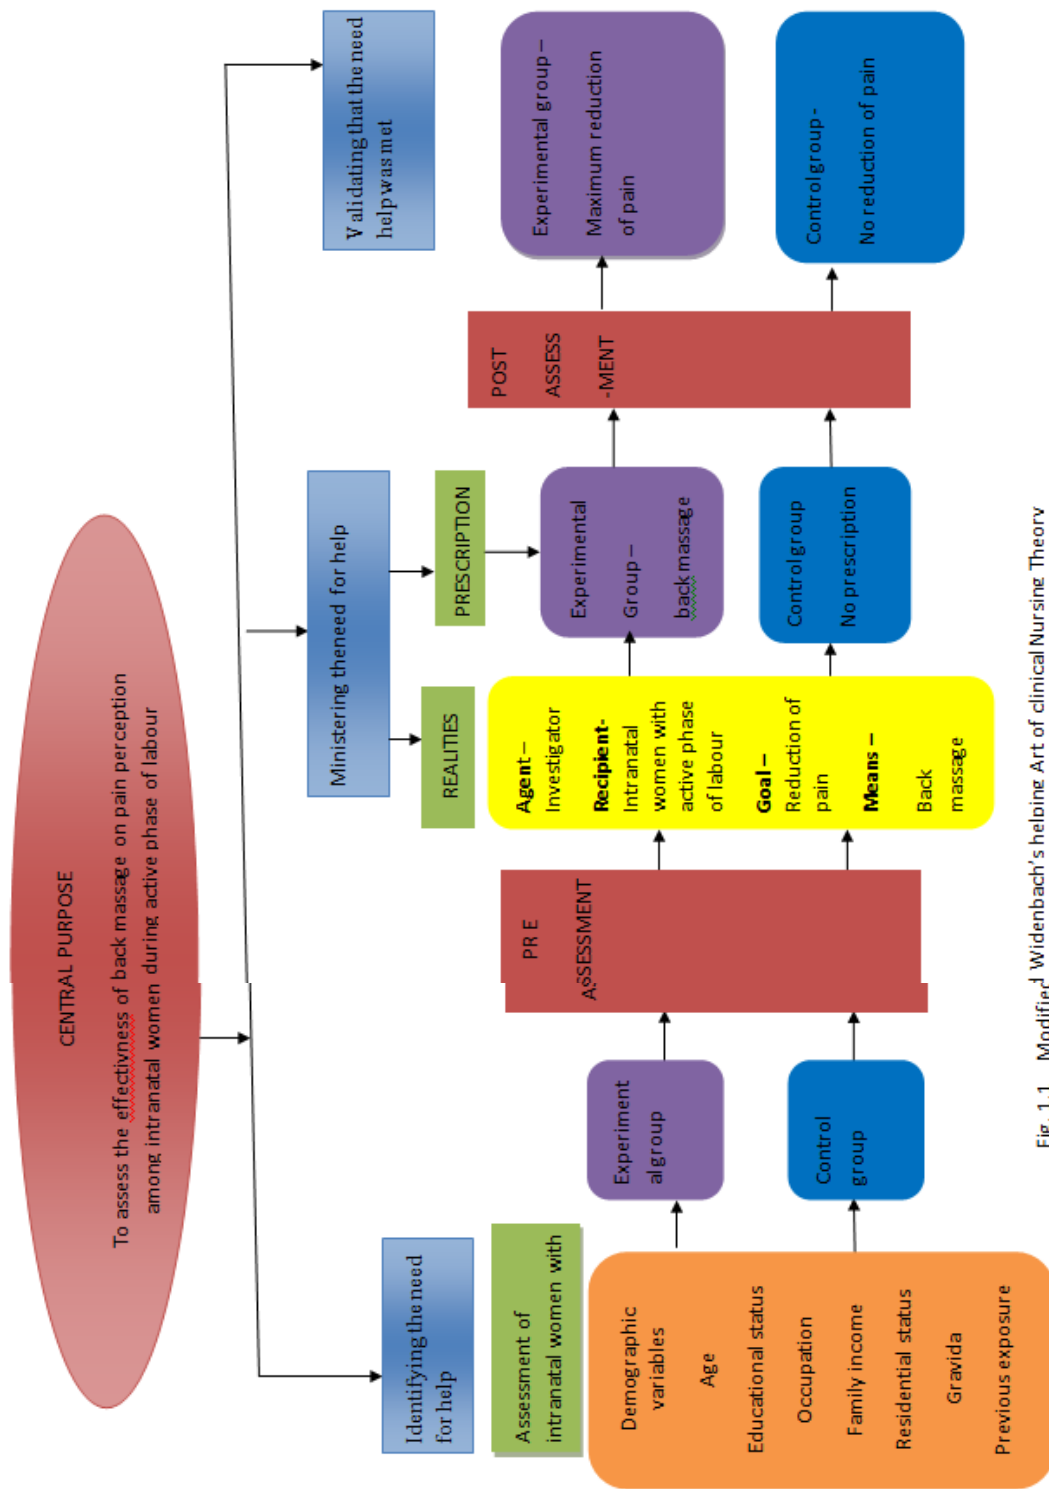 CENTRAL PURPOSE
To assess the effectivness of back massage on pain perception
among intranatal women during active phase of labour
Identifying the need
for help
Ministering theneed for help
Validating that the need
help was met
Assessment of
intranatal women with
REALITIES
PRESCRIPTION
Demographic
variables
Age
Educational status
Occupation
Family income
Residential status
Gravida
Previous exposure
Experiment
al group
Control
group
PR E
ASSESSMENT
Agent –
Investigator
Recipient-
Intranatal
women with
active phase
of labour
Goal –
Reduction of
pain
Means –
Back
massage
Experimental
Group –
back massage
Control group
No prescription
POST
ASSESS
-MENT
Experimental group –
Maximum reduction
of pain
Control group -
No reduction of pain
Fig. 1.1 Modified Widenbach's helping Art of clinical Nursing Theory